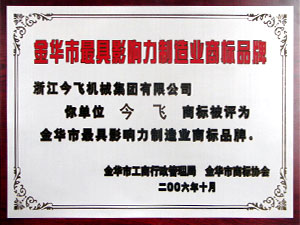 金华市最具影响力制造业商标品牌
浙江今飞机械集团有限公司
你单位 今飞 商标被评为
金华市最具影响力制造业商标品牌。
金华市工商行政管理局 金华市商标协会
二〇〇六年十月